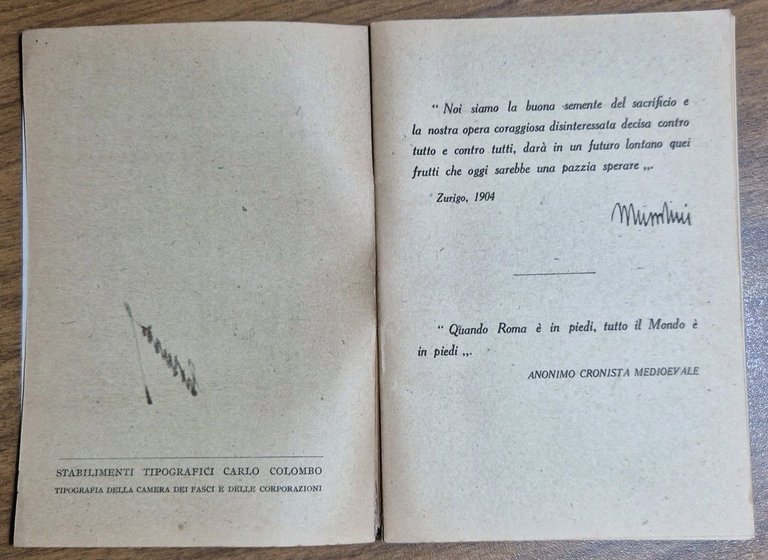 STABILIMENTI TIPOGRAFICI CARLO COLOMBO
TIPOGRAFIA DELLA CAMERA DEI FASCI E DELLE CORPORAZIONI
“ Noi siamo la buona semente del sacrificio e
la nostra opera coraggiosa disinteressata decisa contro
tutto e contro tutti, darà in un futuro lontano quei
frutti che oggi sarebbe una pazzia sperare „.
Zurigo, 1904
Mussolini
“ Quando Roma è in piedi, tutto il Mondo è
in piedi „.
ANONIMO CRONISTA MEDIOEVALE